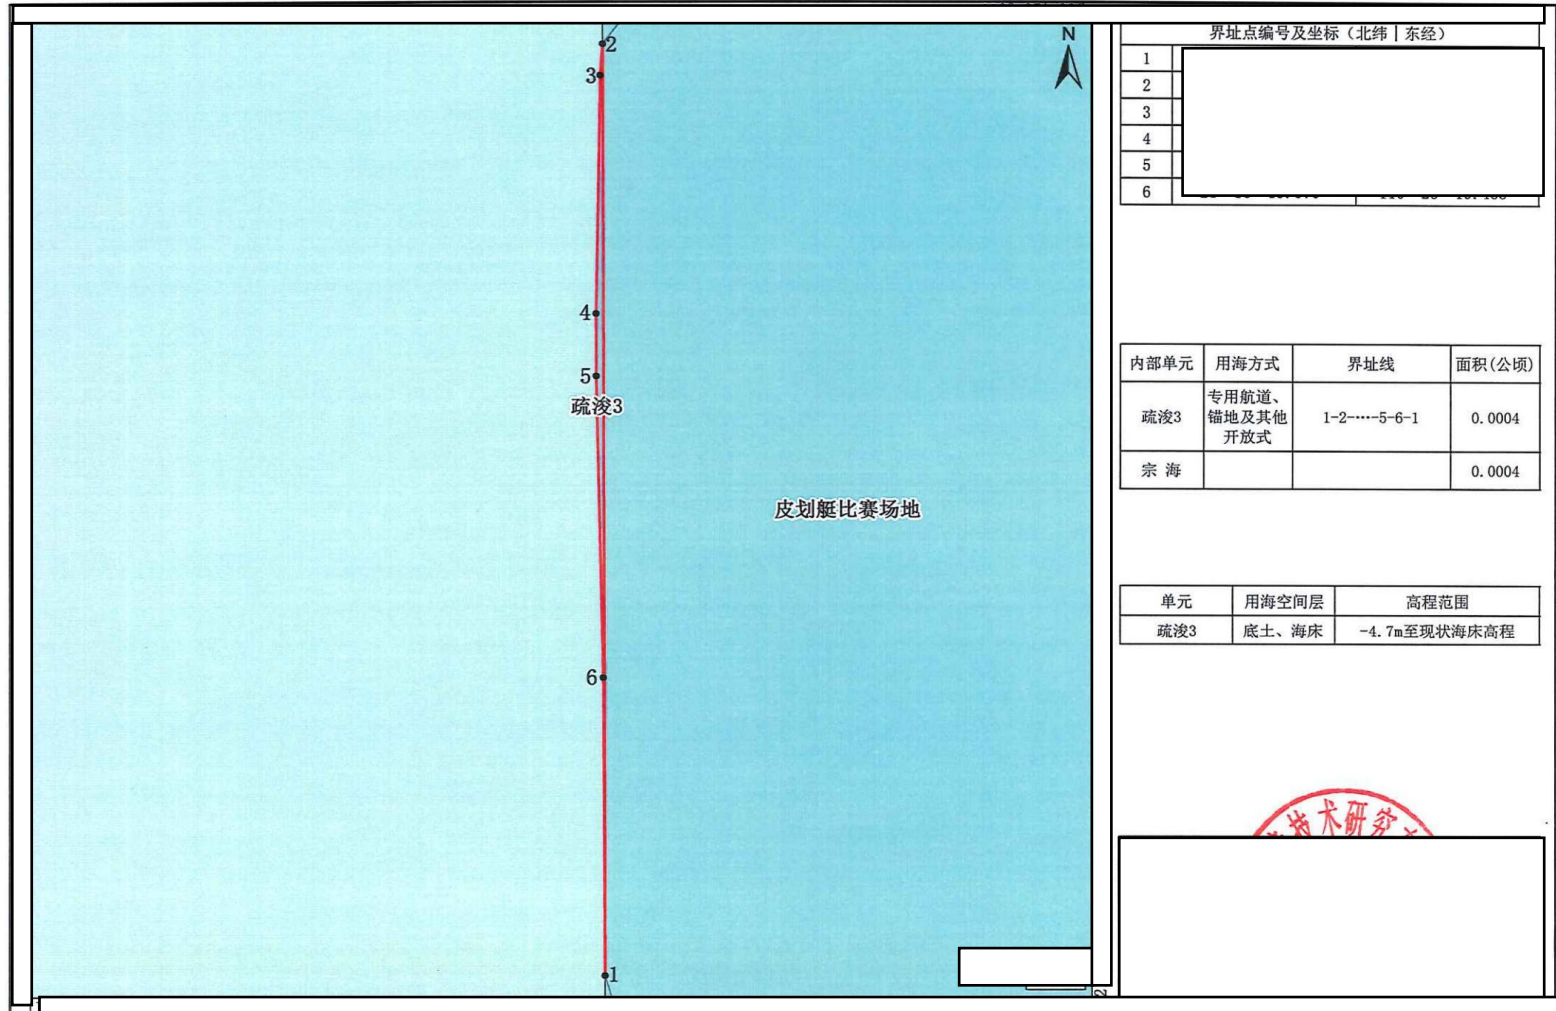 2
3
4
5
疏浚3
6
1
皮划艇比赛场地
N
界址点编号及坐标（北纬 | 东经）
1
2
3
4
5
6
内部单元 用海方式 界址线 面积(公顷)
疏浚3 专用航道、 1-2-…-5-6-1 0.0004
锚地及其他
开放式
宗 海 0.0004
单元 用海空间层 高程范围
疏浚3 底土、海床 -4.7m至现状海床高程
技术研究
2